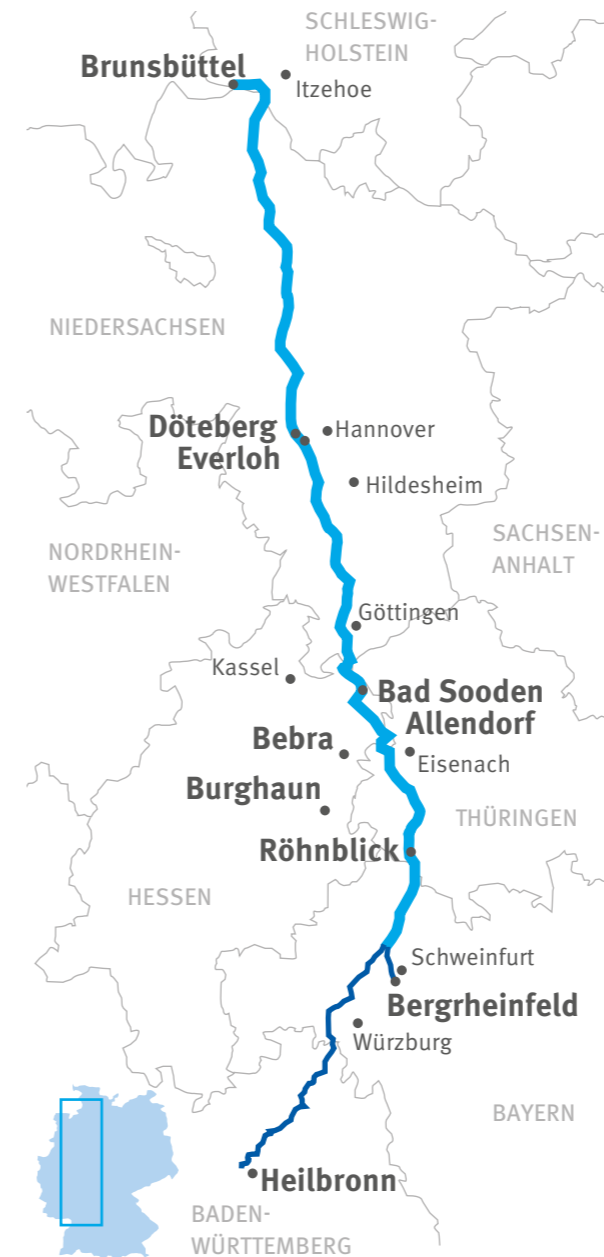 SCHLESWIG-
HOLSTEIN
Brunsbüttel
Itzehoe
NIEDERSACHSEN
Döteberg
Hannover
Everloh
Hildesheim
NORDRHEIN-
WESTFALEN
SACHSEN-
ANHALT
Göttingen
Kassel
Bad Sooden
Allendorf
Bebra
Eisenach
Burghaun
THÜRINGEN
Röhnblick
HESSEN
Schweinfurt
Bergrheinfeld
Würzburg
BAYERN
Heilbronn
BADEN-
WÜRTTEMBERG